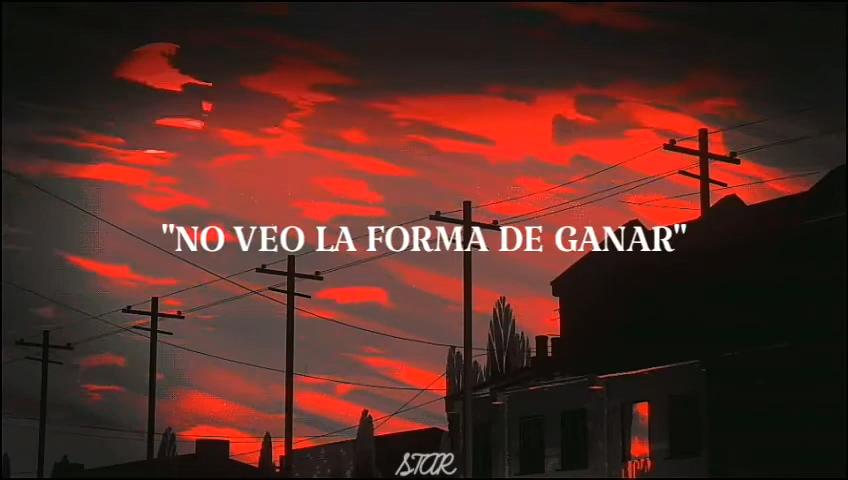 "NO VEO LA FORMA DE GANAR"
STAR